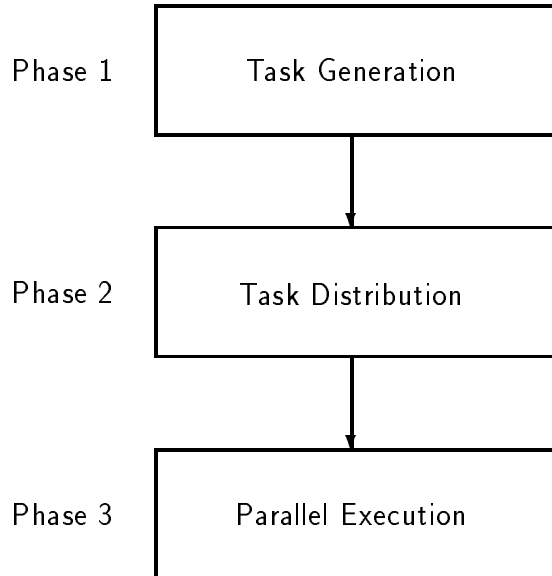 Phase 1 Task Generation
Phase 2 Task Distribution
Phase 3 Parallel Execution